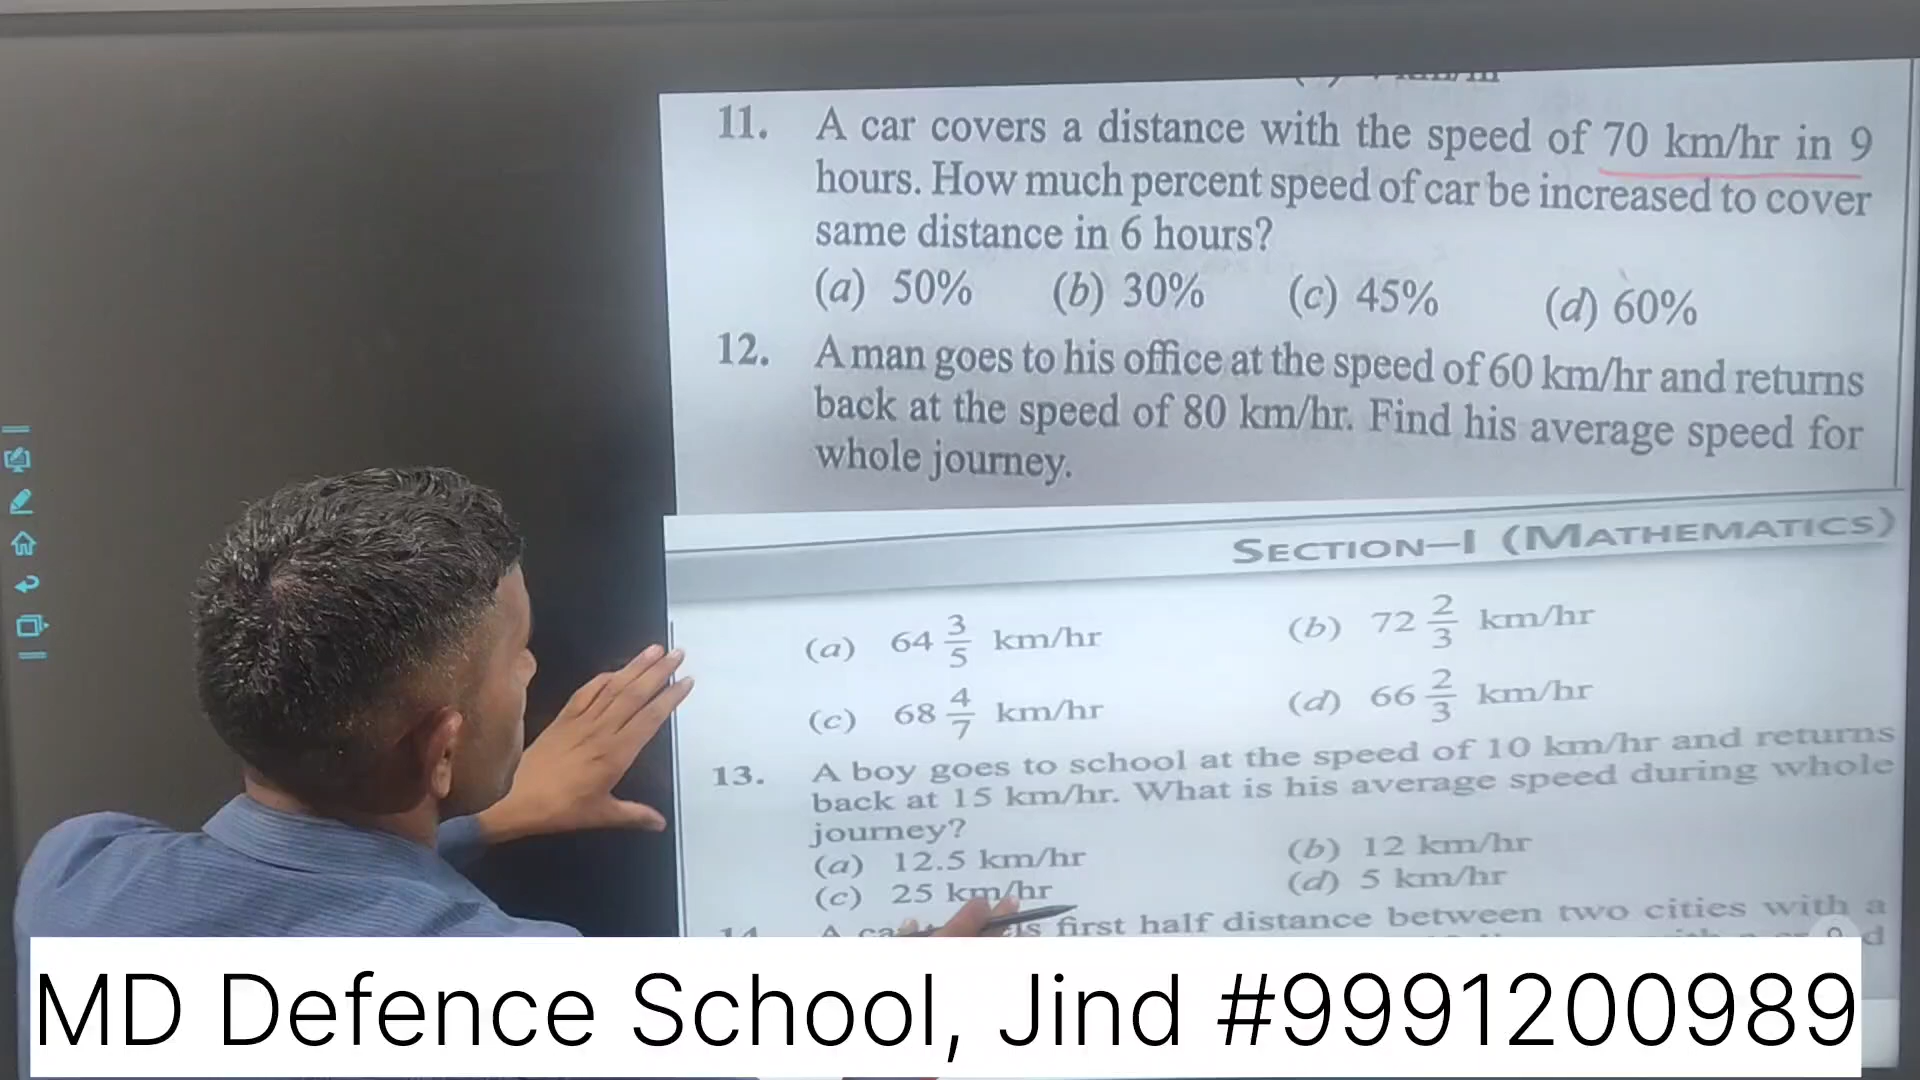 11. A car covers a distance with the speed of 70 km/hr in 9
hours. How much percent speed of car be increased to cover
same distance in 6 hours?
(a) 50% (b) 30% (c) 45% (d) 60%
12. A man goes to his office at the speed of 60 km/hr and returns
back at the speed of 80 km/hr. Find his average speed for
whole journey.
SECTION–I (MATHEMATICS)
(a) 64 3/5 km/hr (b) 72 2/3 km/hr
(c) 68 4/7 km/hr (d) 66 2/3 km/hr
13. A boy goes to school at the speed of 10 km/hr and returns
back at 15 km/hr. What is his average speed during whole
journey?
(a) 12.5 km/hr (b) 12 km/hr
(c) 25 km/hr (d) 5 km/hr
A first half distance between two cities with a
MD Defence School, Jind #9991200989